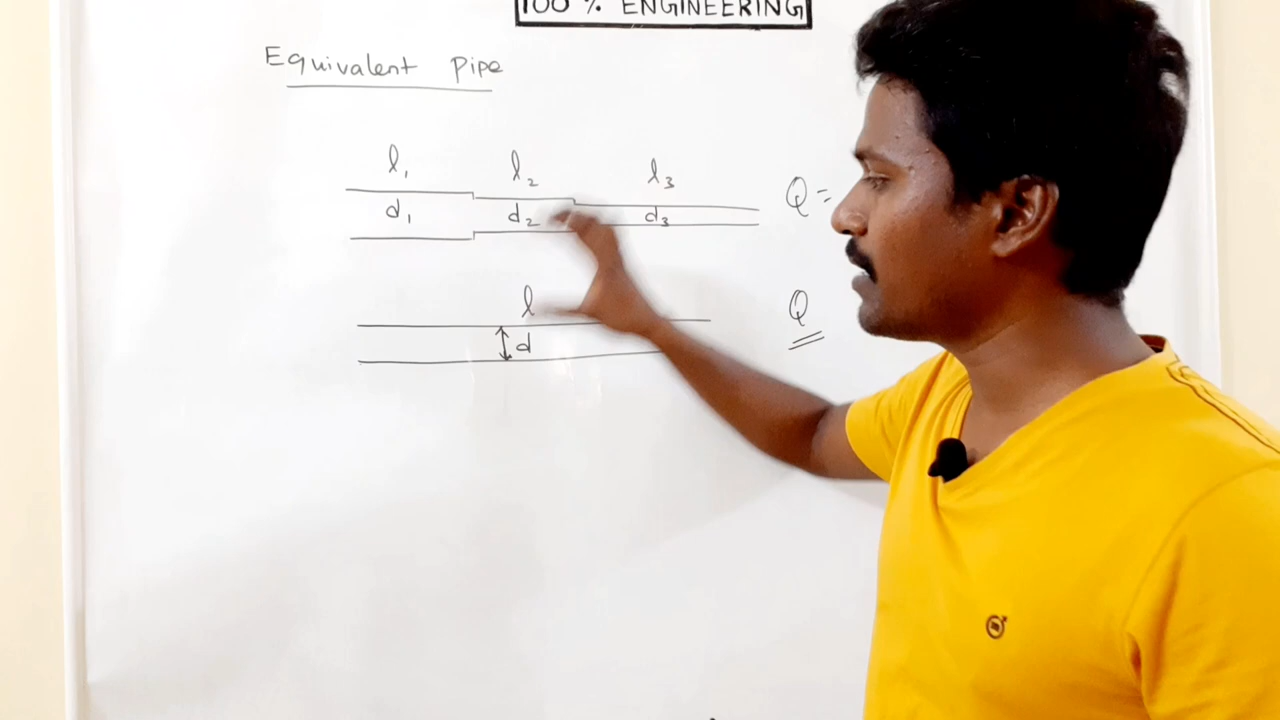 100 % ENGINEERING
Equivalent pipe
l₁ l₂ l₃
d₁ d₂ d₃ Q =
l Q
d